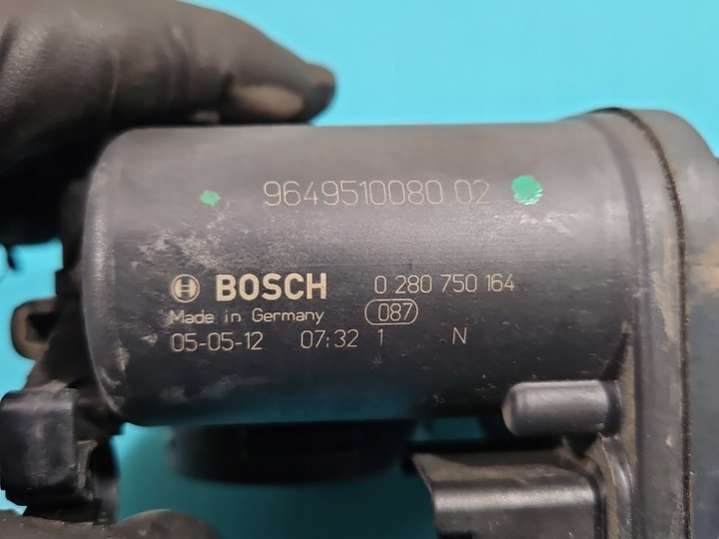 9649510080 02
BOSCH 0 280 750 164
Made in Germany 087
05-05-12 07:32 1 N